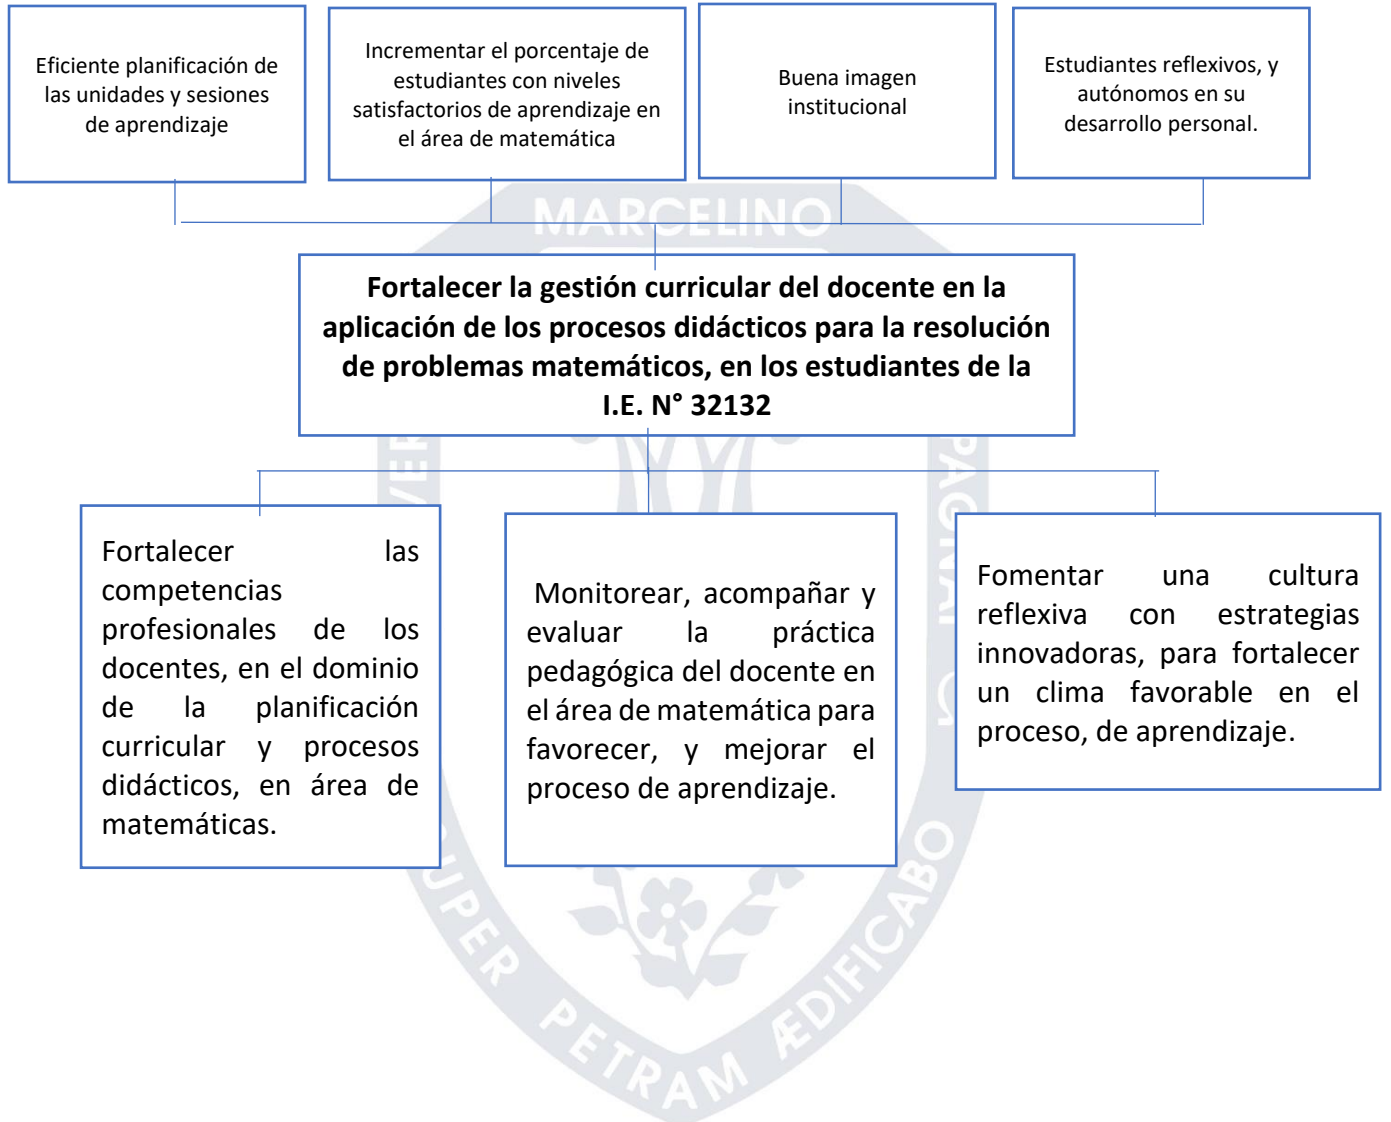 Eficiente planificación de
las unidades y sesiones
de aprendizaje
Incrementar el porcentaje de
estudiantes con niveles
satisfactorios de aprendizaje en
el área de matemática
Buena imagen
institucional
Estudiantes reflexivos, y
autónomos en su
desarrollo personal.
MARCELINO
Fortalecer la gestión curricular del docente en la
aplicación de los procesos didácticos para la resolución
de problemas matemáticos, en los estudiantes de la
I.E. N° 32132
Fortalecer las
competencias
profesionales de los
docentes, en el dominio
de la planificación
curricular y procesos
didácticos, en área de
matemáticas.
Monitorear, acompañar y
evaluar la práctica
pedagógica del docente en
el área de matemática para
favorecer, y mejorar el
proceso de aprendizaje.
Fomentar una cultura
reflexiva con estrategias
innovadoras, para fortalecer
un clima favorable en el
proceso, de aprendizaje.
PETRAM ÆDIFICABO